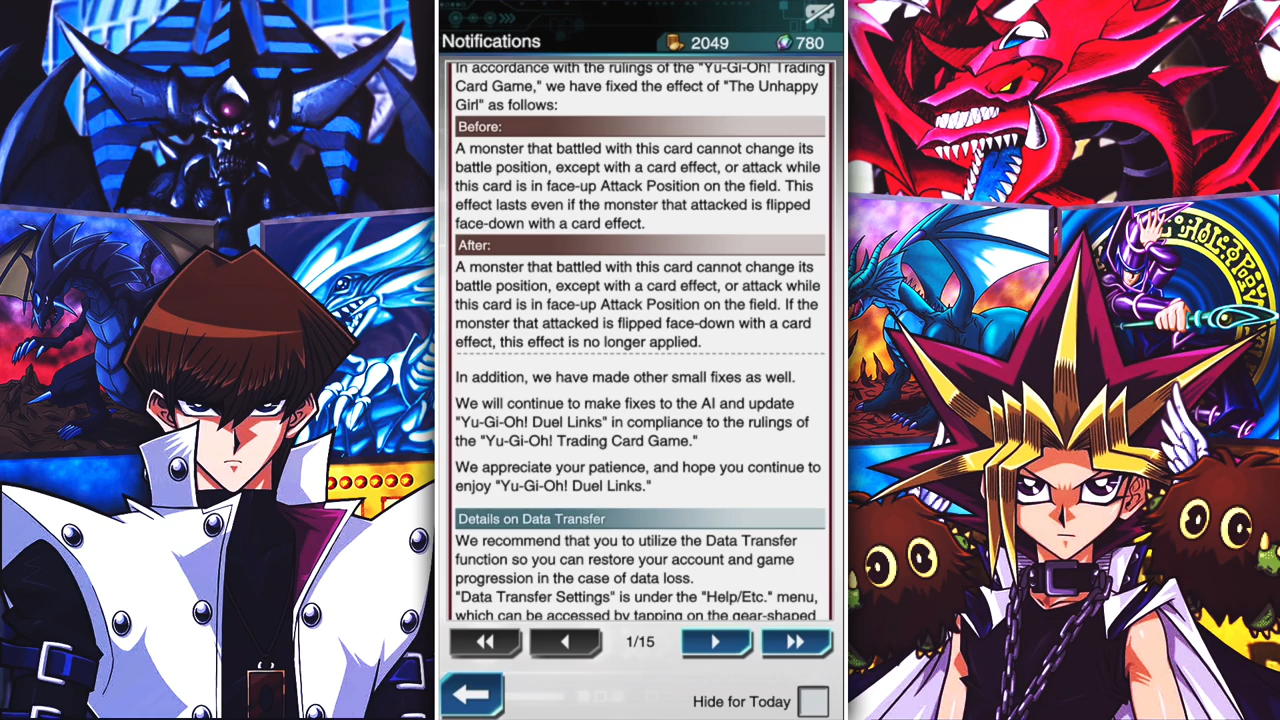 Notifications
2049
780
In accordance with the rulings of the "Yu-Gi-Oh! Trading
Card Game," we have fixed the effect of "The Unhappy
Girl" as follows:
Before:
A monster that battled with this card cannot change its
battle position, except with a card effect, or attack while
this card is in face-up Attack Position on the field. This
effect lasts even if the monster that attacked is flipped
face-down with a card effect.
After:
A monster that battled with this card cannot change its
battle position, except with a card effect, or attack while
this card is in face-up Attack Position on the field. If the
monster that attacked is flipped face-down with a card
effect, this effect is no longer applied.
In addition, we have made other small fixes as well.
We will continue to make fixes to the AI and update
"Yu-Gi-Oh! Duel Links" in compliance to the rulings of
the "Yu-Gi-Oh! Trading Card Game."
We appreciate your patience, and hope you continue to
enjoy "Yu-Gi-Oh! Duel Links."
Details on Data Transfer
We recommend that you to utilize the Data Transfer
function so you can restore your account and game
progression in the case of data loss.
"Data Transfer Settings" is under the "Help/Etc." menu,
which can be accessed by tapping on the gear-shaped
1/15
Hide for Today